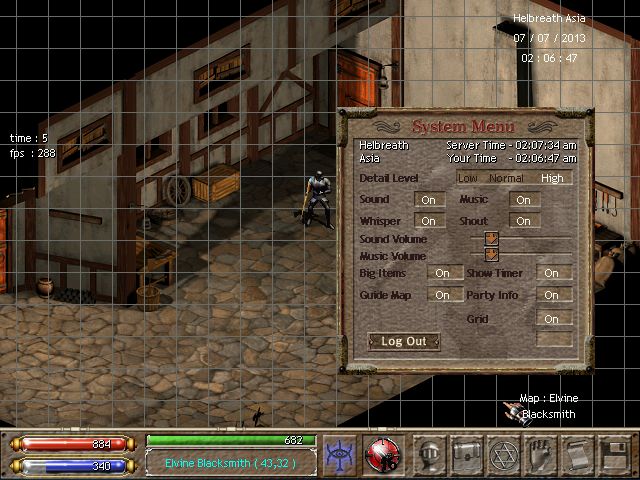 Helbreath Asia
07 / 07 / 2013
02 : 06 : 47
time : 5
fps : 288
System Menu
Helbreath Server Time - 02:07:34 am
Asia Your Time - 02:06:47 am
Detail Level Low Normal High
Sound On Music On
Whisper On Shout On
Sound Volume
Music Volume
Big Items On Show Timer On
Guide Map On Party Info On
Grid On
Log Out
Map : Elvine
Blacksmith
884 682
340 Elvine Blacksmith ( 43,32 )